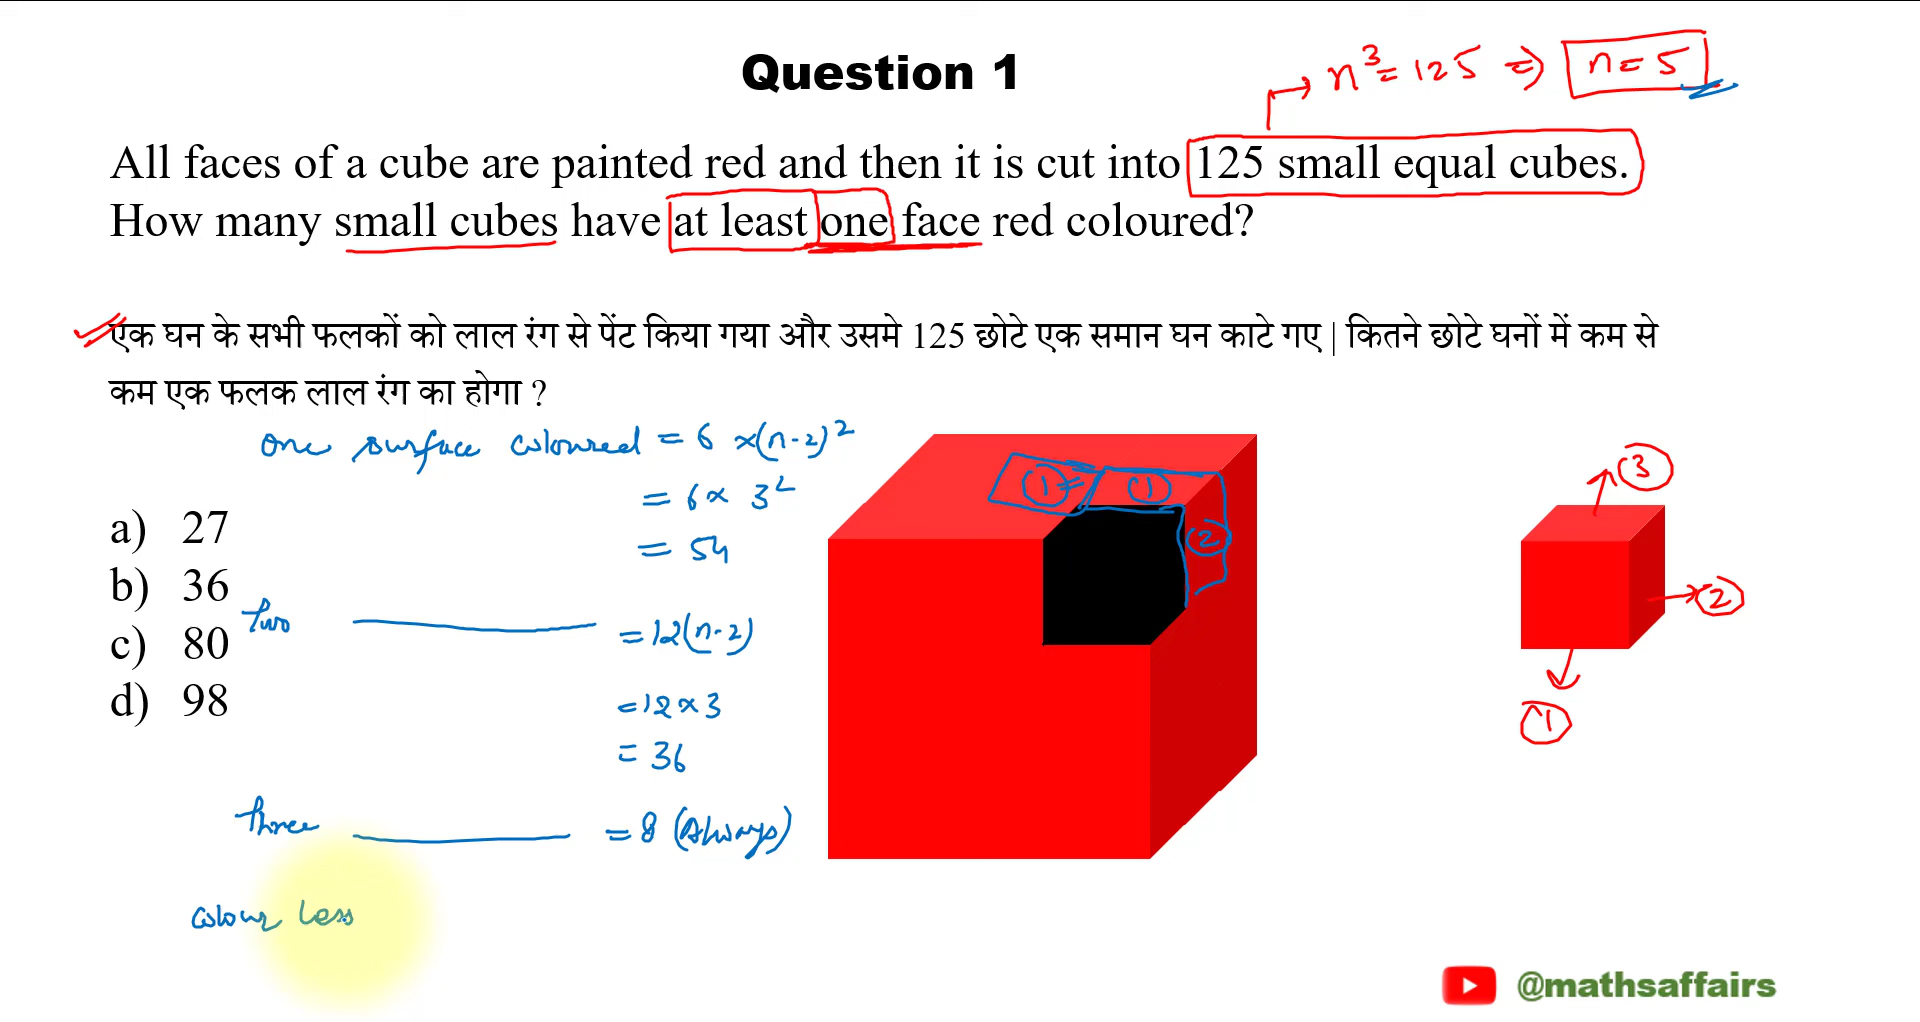 Question 1
n³ = 125 ⇒ n = 5
All faces of a cube are painted red and then it is cut into 125 small equal cubes.
How many small cubes have at least one face red coloured?
एक घन के सभी फलकों को लाल रंग से पेंट किया गया और उसमे 125 छोटे एक समान घन काटे गए | कितने छोटे घनों में कम से
कम एक फलक लाल रंग का होगा ?
one surface coloured = 6 ×(n-2)²
= 6 × 3²
= 54
a) 27
b) 36
c) 80
d) 98
Two = 12(n-2)
= 12 × 3
= 36
Three = 8 (Always)
colour less
1 = 1
2
3
2
1
@mathsaffairs